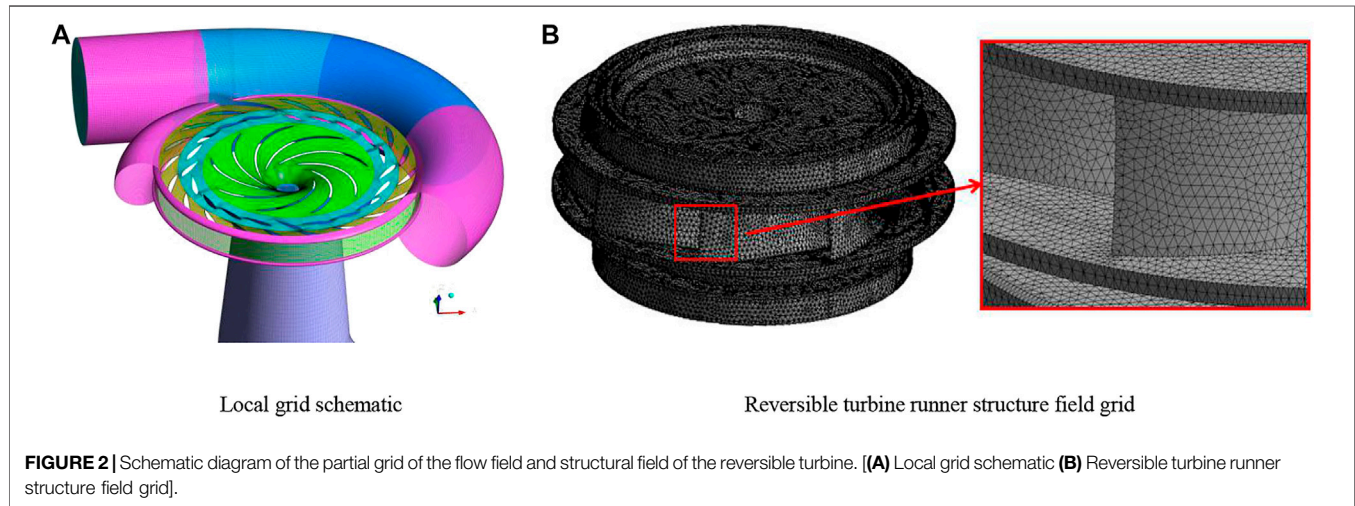 A
B
Local grid schematic
Reversible turbine runner structure field grid
FIGURE 2 | Schematic diagram of the partial grid of the flow field and structural field of the reversible turbine. [(A) Local grid schematic (B) Reversible turbine runner
structure field grid].